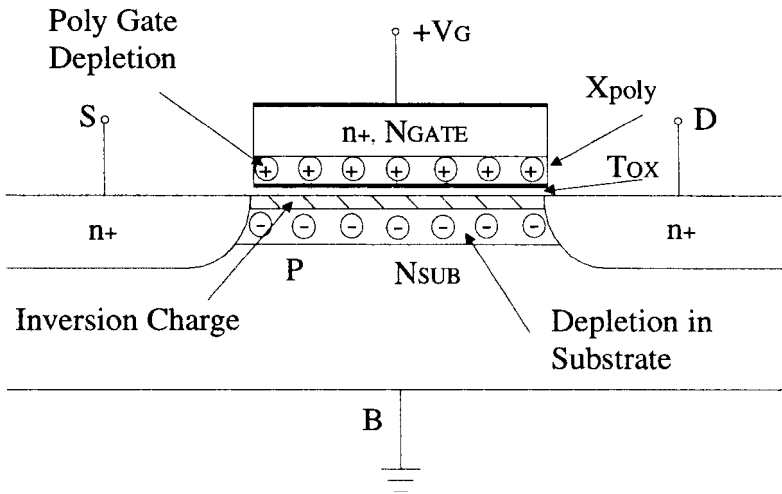 Poly Gate
Depletion
+VG
Xpoly
S
n+, NGATE
D
TOX
n+
n+
P
NSUB
Inversion Charge
Depletion in
Substrate
B